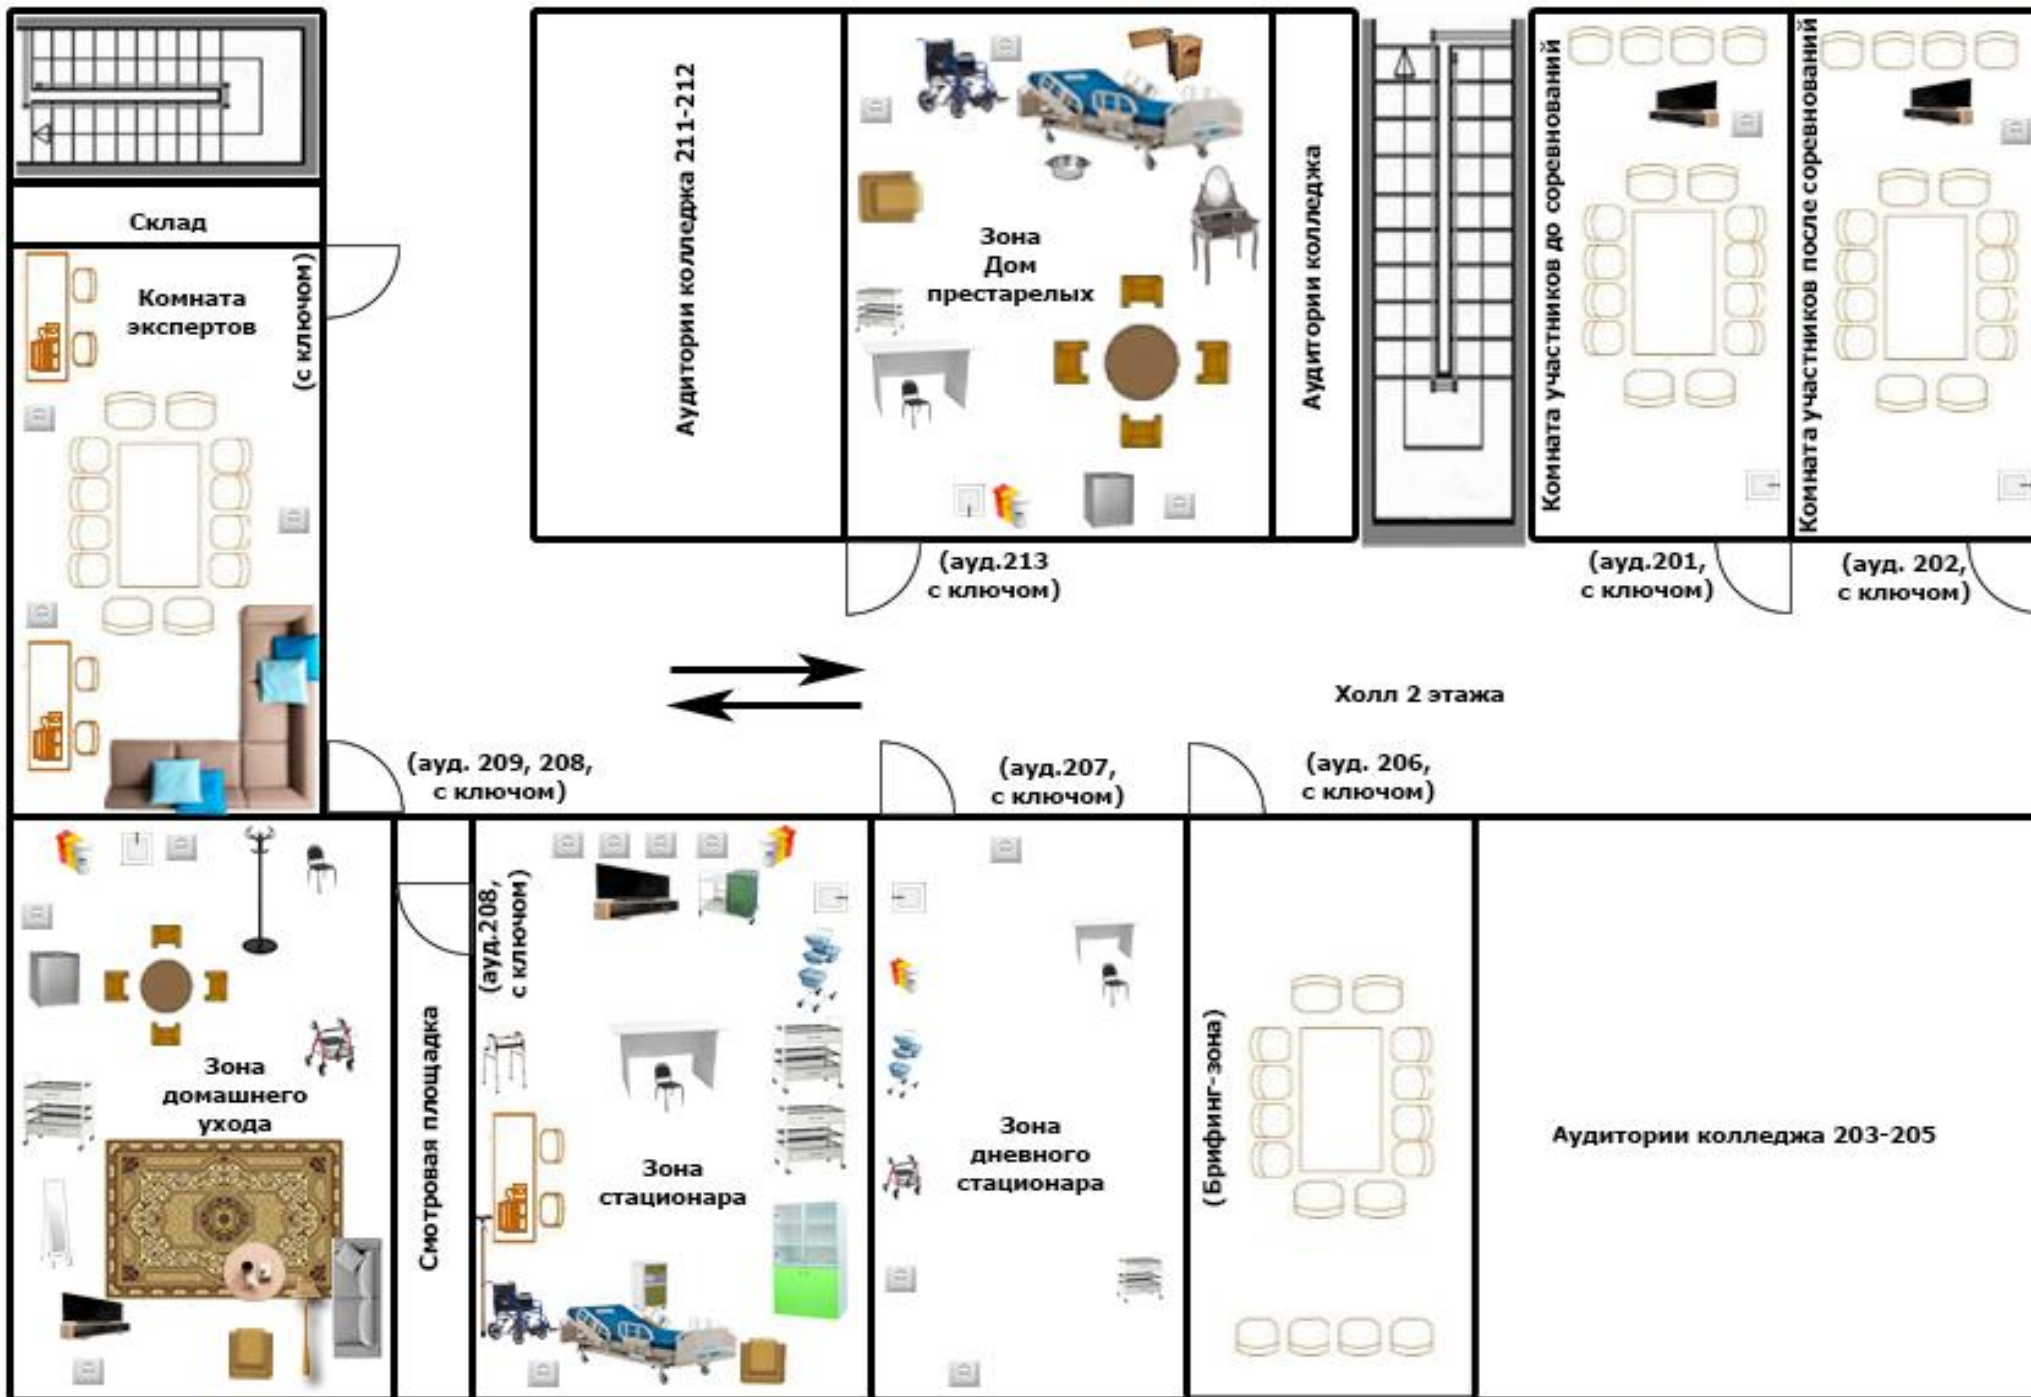 Склад
Комната
экспертов
(с ключом)
Аудитории колледжа 211-212
Зона
Дом
престарелых
Аудитории колледжа
Комната участников до соревнований
Комната участников после соревнований
(ауд.213
с ключом)
(ауд.201,
с ключом)
(ауд. 202,
с ключом)
Холл 2 этажа
(ауд. 209, 208,
с ключом)
(ауд.207,
с ключом)
(ауд. 206,
с ключом)
Зона
домашнего
ухода
Смотровая площадка
(ауд.208,
с ключом)
Зона
стационара
Зона
дневного
стационара
(Брифинг-зона)
Аудитории колледжа 203-205